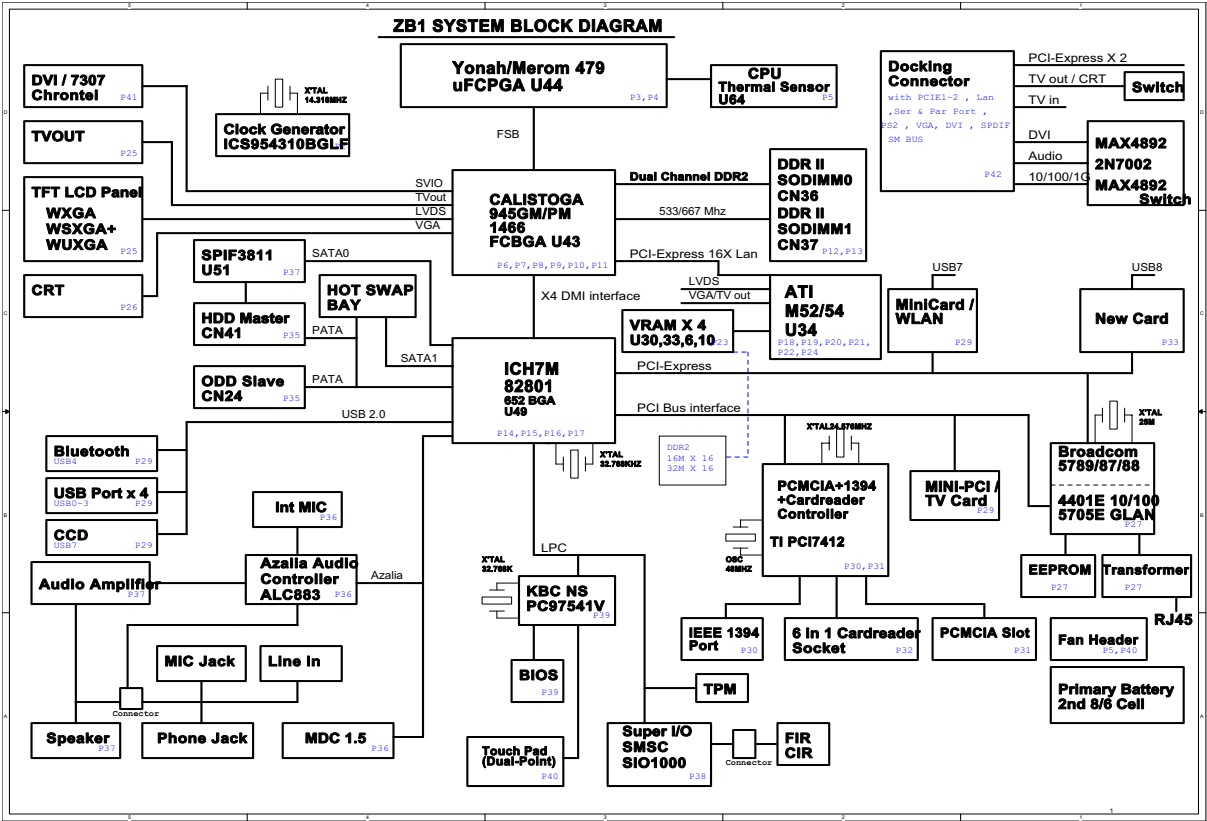 ZB1 SYSTEM BLOCK DIAGRAM
DVI / 7307
Chrontel
P41
X'TAL
14.318MHZ
Clock Generator
ICS954310BGLF
TVOUT
P25
TFT LCD Panel
WXGA
WSXGA+
WUXGA
P25
CRT
P26
Yonah/Merom 479
uFCPGA U44
P3,P4
CPU
Thermal Sensor
U64
P5
FSB
SVIO
TVout
LVDS
VGA
CALISTOGA
945GM/PM
1466
FCBGA U43
P6,P7,P8,P9,P10,P11
Dual Channel DDR2
533/667 Mhz
DDR II
SODIMM0
CN36
DDR II
SODIMM1
CN37
P12,P13
Docking
Connector
with PCIE1~2 , Lan
,Ser & Par Port ,
PS2 , VGA, DVI , SPDIF
SM BUS
P42
PCI-Express X 2
TV out / CRT
Switch
TV in
DVI
Audio
10/100/1G
MAX4892
2N7002
MAX4892
Switch
SPIF3811
U51
P37
SATA0
HOT SWAP
BAY
HDD Master
CN41
P35
PATA
SATA1
ODD Slave
CN24
P35
PATA
X4 DMI interface
PCI-Express 16X Lan
LVDS
VGA/TV out
ATI
M52/54
U34
P18,P19,P20,P21,
P22,P24
VRAM X 4
U30,33,6,10
P23
USB7
MiniCard /
WLAN
P29
USB8
New Card
P33
ICH7M
82801
652 BGA
U49
P14,P15,P16,P17
PCI-Express
PCI Bus interface
USB 2.0
X'TAL
32.768KHZ
DDR2
16M X 16
32M X 16
X'TAL24.576MHZ
X'TAL
25M
Bluetooth
USB4
P29
USB Port x 4
USB0~3
P29
CCD
USB7
P29
Int MIC
P36
Audio Amplifier
P37
Azalia Audio
Controller
ALC883
P36
Azalia
LPC
X'TAL
32.768K
KBC NS
PC97541V
P39
OSC
48MHZ
PCMCIA+1394
+Cardreader
Controller
TI PCI7412
P30,P31
MINI-PCI /
TV Card
P29
Broadcom
5789/87/88
4401E 10/100
5705E GLAN
P27
EEPROM
P27
Transformer
P27
RJ45
IEEE 1394
Port
P30
6 in 1 Cardreader
Socket
P32
PCMCIA Slot
P31
Fan Header
P5,P40
MIC Jack
Line In
Connector
BIOS
P39
TPM
Primary Battery
2nd 8/6 Cell
Speaker
P37
Phone Jack
MDC 1.5
P36
Touch Pad
(Dual-Point)
P40
Super I/O
SMSC
SIO1000
P38
Connector
FIR
CIR
1